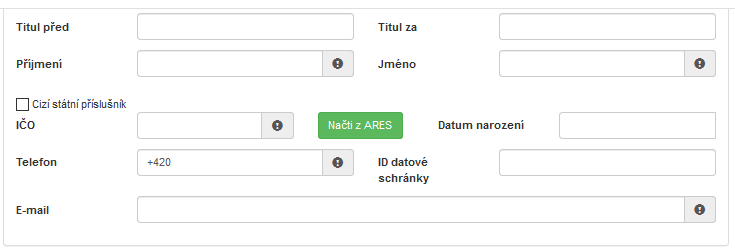 Titul před
Titul za
Příjmení
Jméno
Cizí státní příslušník
IČO
Načti z ARES
Datum narození
Telefon
+420
ID datové
schránky
E-mail